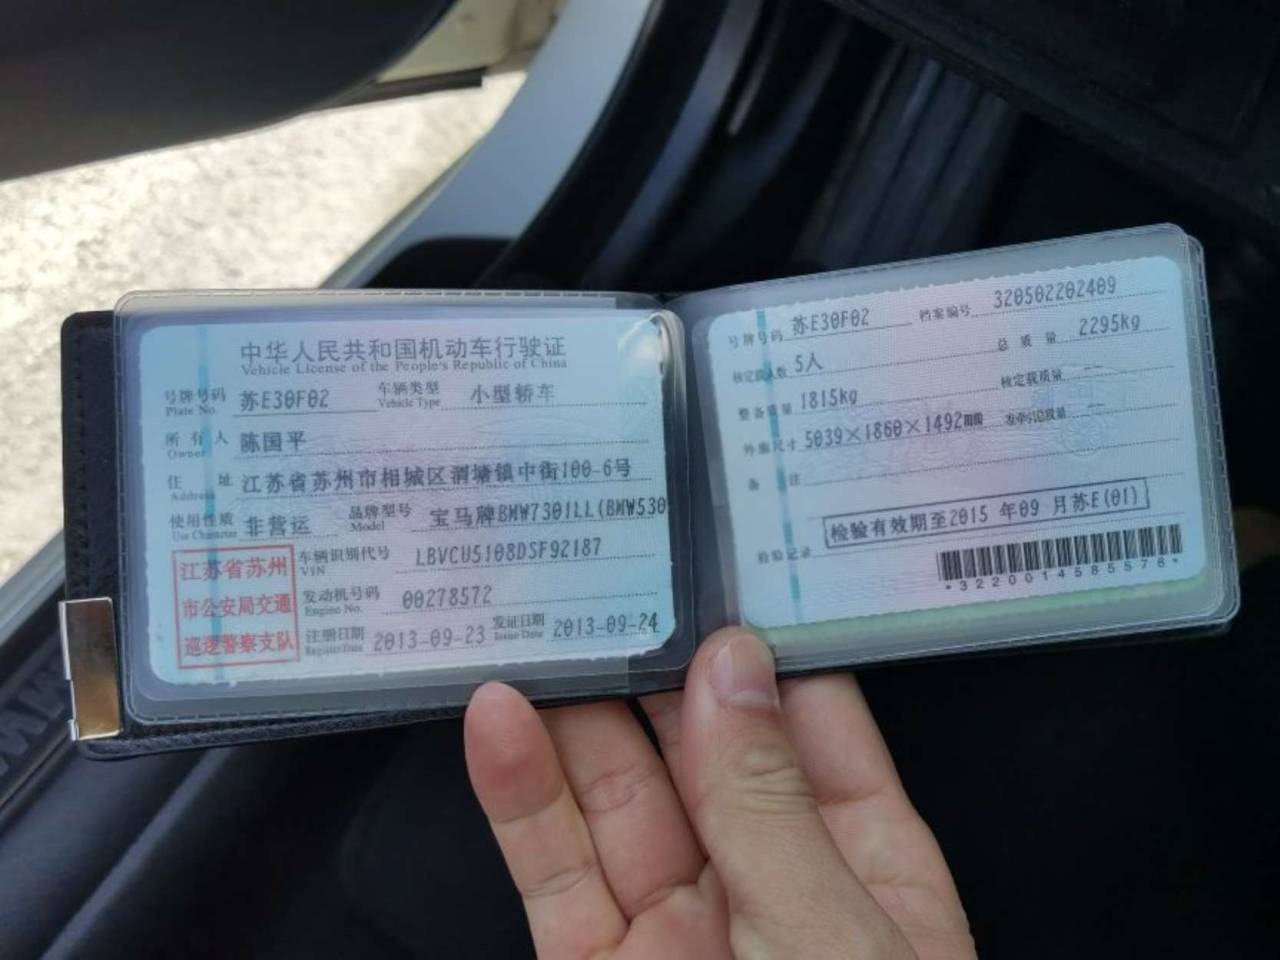 中华人民共和国机动车行驶证
Vehicle License of the People's Republic of China
号牌号码 苏E30F02 车辆类型 小型轿车
Plate No. Vehicle Type
所有人 陈国平
Owner
住址 江苏省苏州市相城区渭塘镇中街100-6号
Address
使用性质 非营运 品牌型号 宝马牌BMW7301LL(BMW530
Use Character Model
江苏省苏州
市公安局交通
巡逻警察支队
车辆识别代号 LBVCU5108DSF92187
VIN
发动机号码 00278572
Engine No.
注册日期 2013-09-23 发证日期 2013-09-24
Register Date Issue Date
号牌号码 苏E30F02 档案编号 320502202409
核定载人数 5人 总质量 2295kg
整备质量 1815kg 核定载质量 --
外廓尺寸 5039×1860×1492mm 准牵引总质量 --
备注
检验记录 检验有效期至2015 年09 月苏E(01)
*3220014585576*